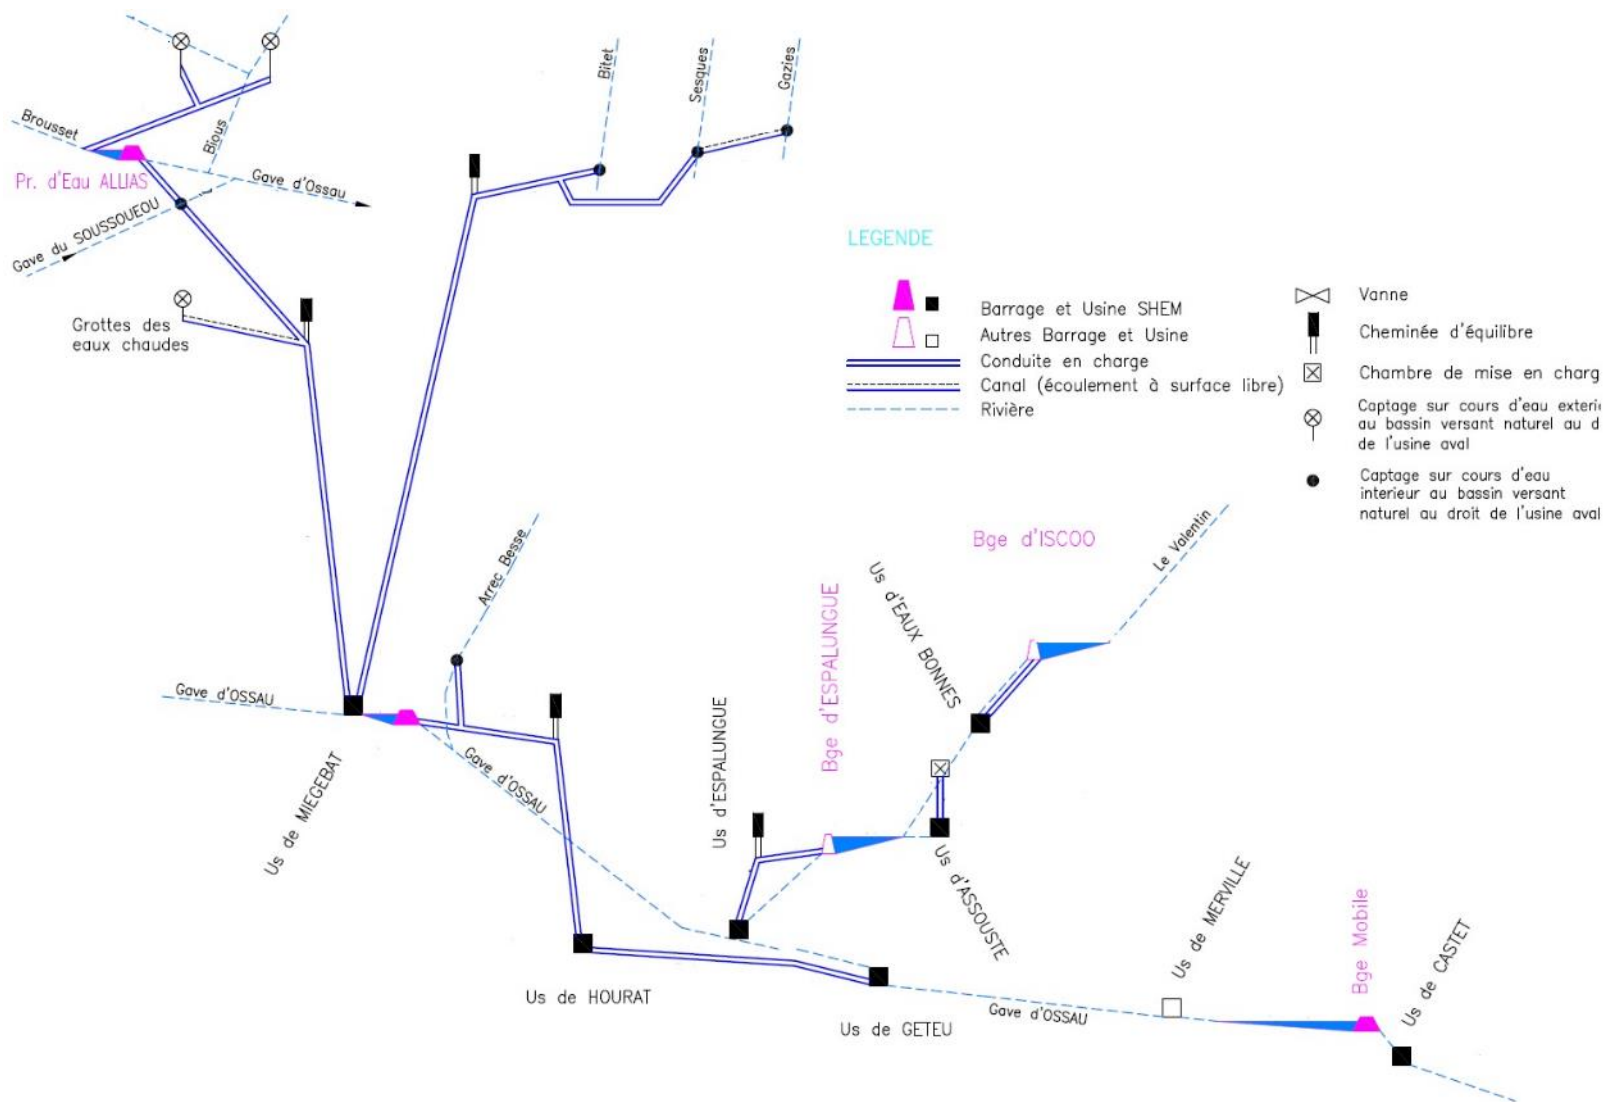 Brousset
Bious
Pr. d'Eau ALLIAS
Gave d'Ossau
Gave du SOUSSOUEOU
Grottes des
eaux chaudes
Bitet
Sesques
Gazies
LEGENDE
Barrage et Usine SHEM
Autres Barrage et Usine
Conduite en charge
Canal (écoulement à surface libre)
Rivière
Vanne
Cheminée d'équilibre
Chambre de mise en charg
Captage sur cours d'eau exteri
au bassin versant naturel au d
de l'usine aval
Captage sur cours d'eau
interieur au bassin versant
naturel au droit de l'usine aval
Arrec Besse
Bge d'ISCOO
Le Valentin
Us d'EAUX BONNES
Bge d'ESPALUNGUE
Us d'ESPALUNGUE
Gave d'OSSAU
Us de MIEGEBAT
Gave d'OSSAU
Us d'ASSOUSTE
Us de HOURAT
Us de GETEU
Gave d'OSSAU
Us de MERVILLE
Bge Mobile
Us de CASTET